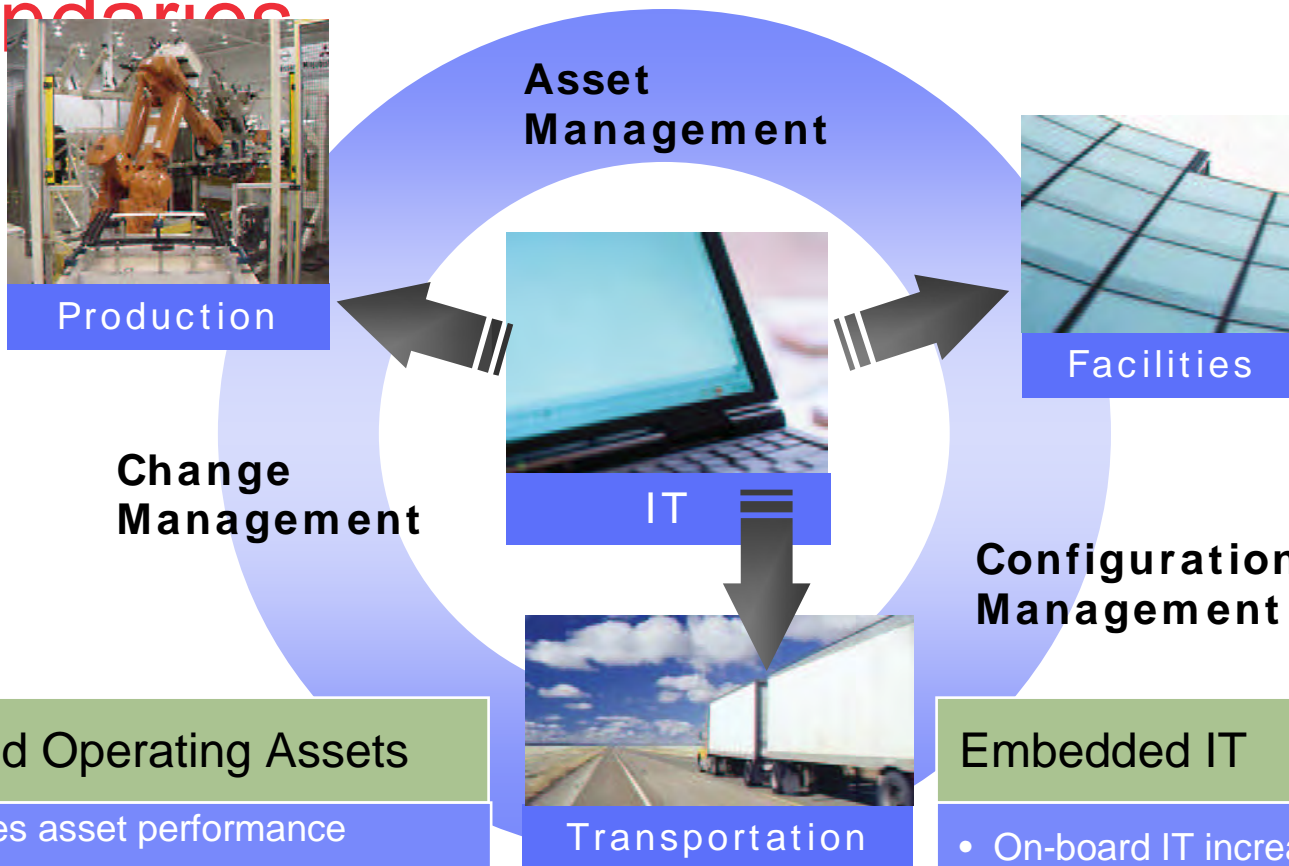 Asset
Management
Production
Facilities
Change
Management
IT
Configuration
Management
Operating Assets
Embedded IT
asset performance
Transportation
• On-board IT